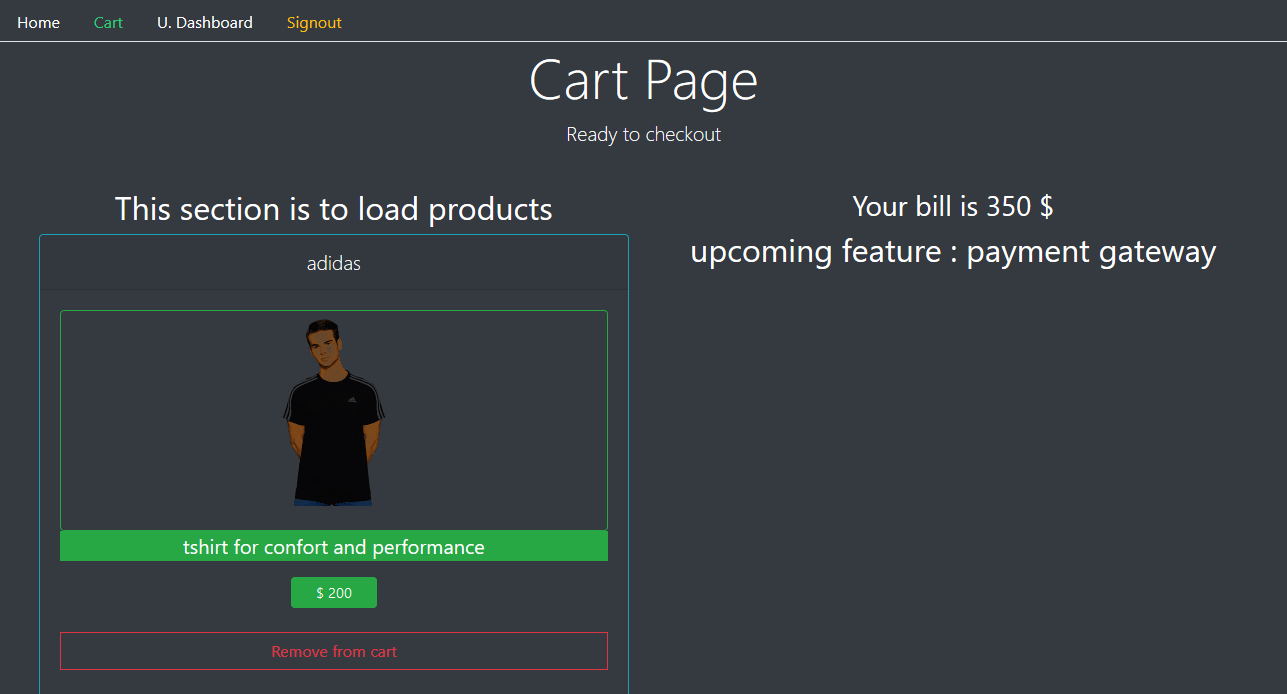 Home Cart U. Dashboard Signout
Cart Page
Ready to checkout
This section is to load products
adidas
tshirt for confort and performance
$ 200
Remove from cart
Your bill is 350 $
upcoming feature : payment gateway